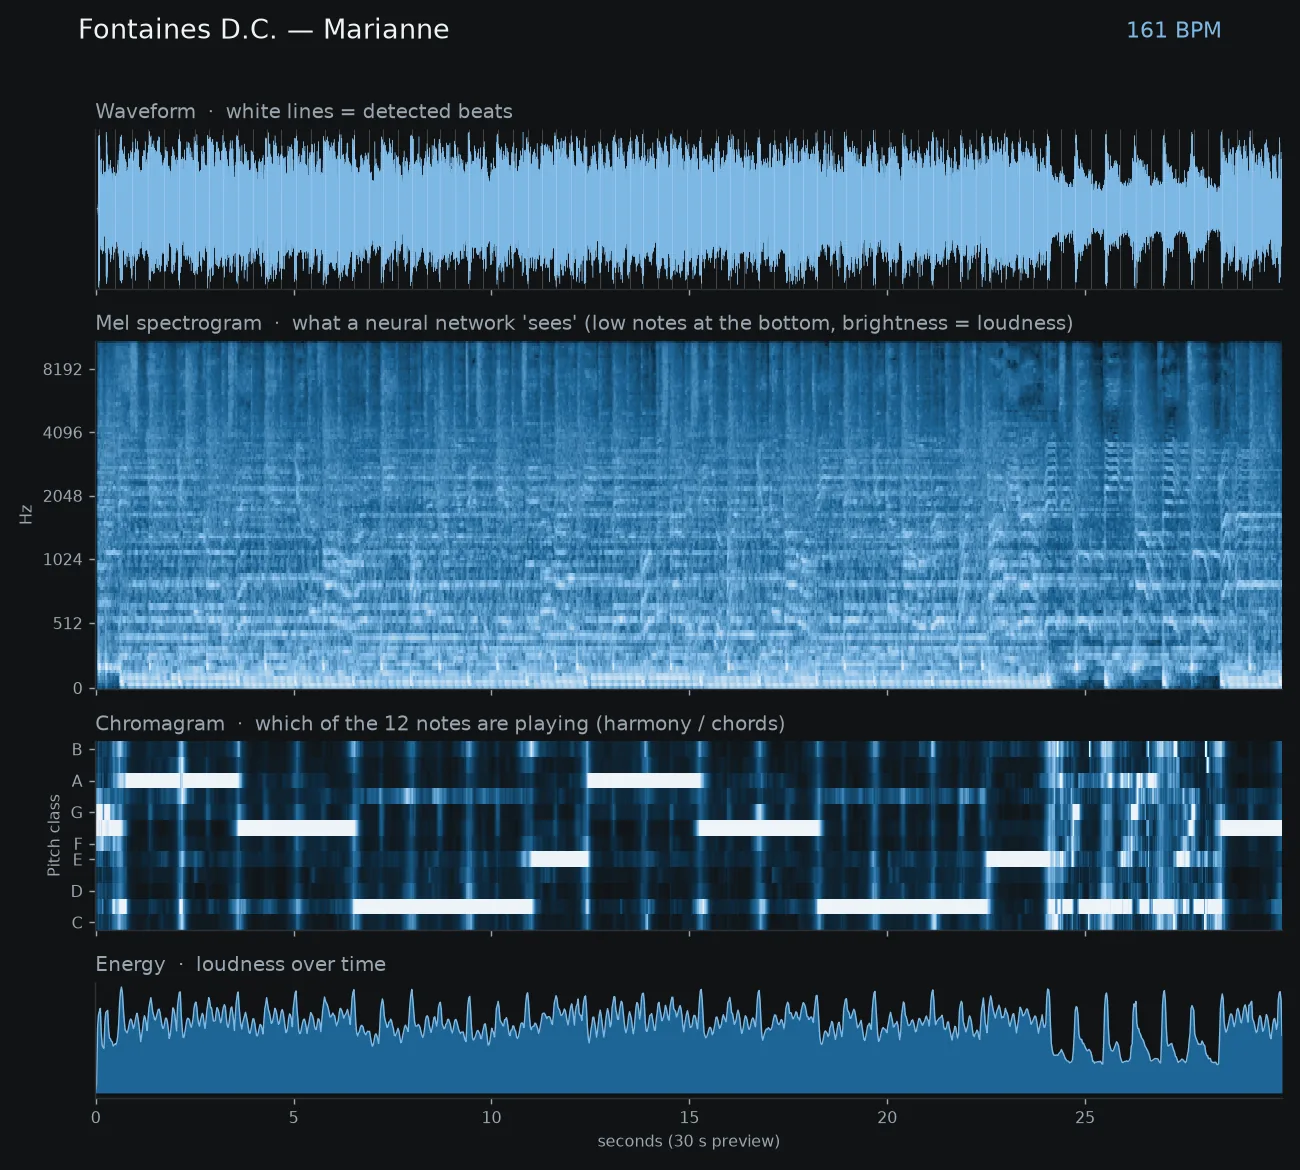 Fontaines D.C. — Marianne
161 BPM
Waveform · white lines = detected beats
Mel spectrogram · what a neural network 'sees' (low notes at the bottom, brightness = loudness)
8192
4096
2048
1024
512
0
Hz
Chromagram · which of the 12 notes are playing (harmony / chords)
B
A
G
F
E
D
C
Pitch class
Energy · loudness over time
0 5 10 15 20 25
seconds (30 s preview)